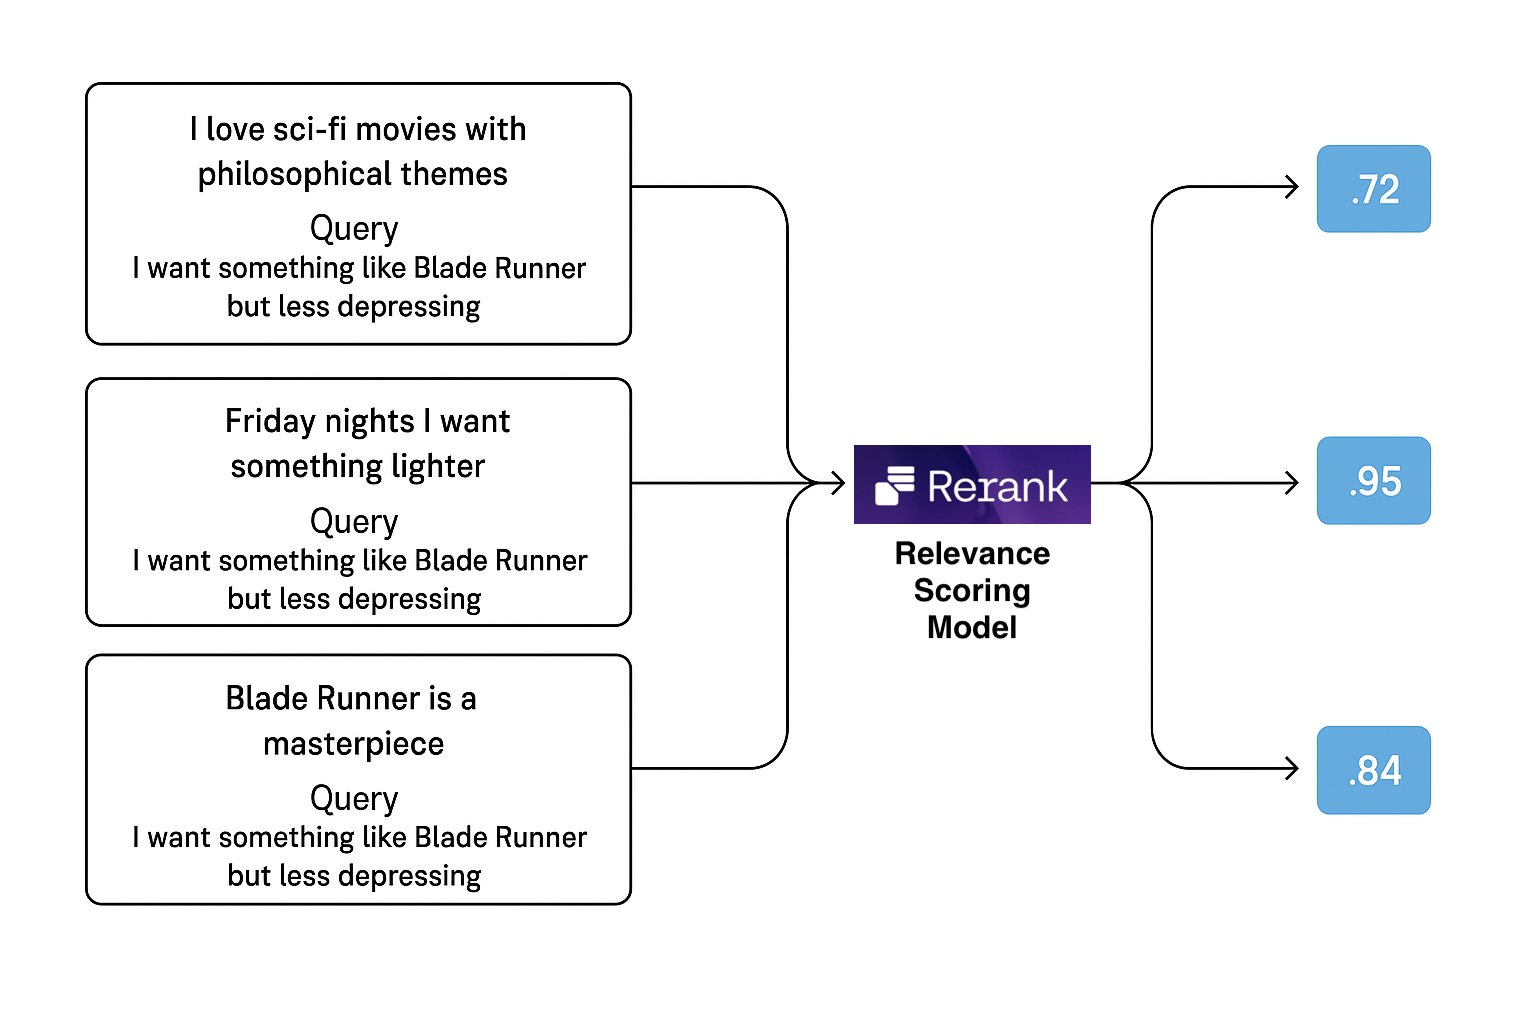 I love sci-fi movies with
philosophical themes
Query
I want something like Blade Runner
but less depressing
Friday nights I want
something lighter
Query
I want something like Blade Runner
but less depressing
Blade Runner is a
masterpiece
Query
I want something like Blade Runner
but less depressing
Rerank
Relevance
Scoring
Model
.72
.95
.84